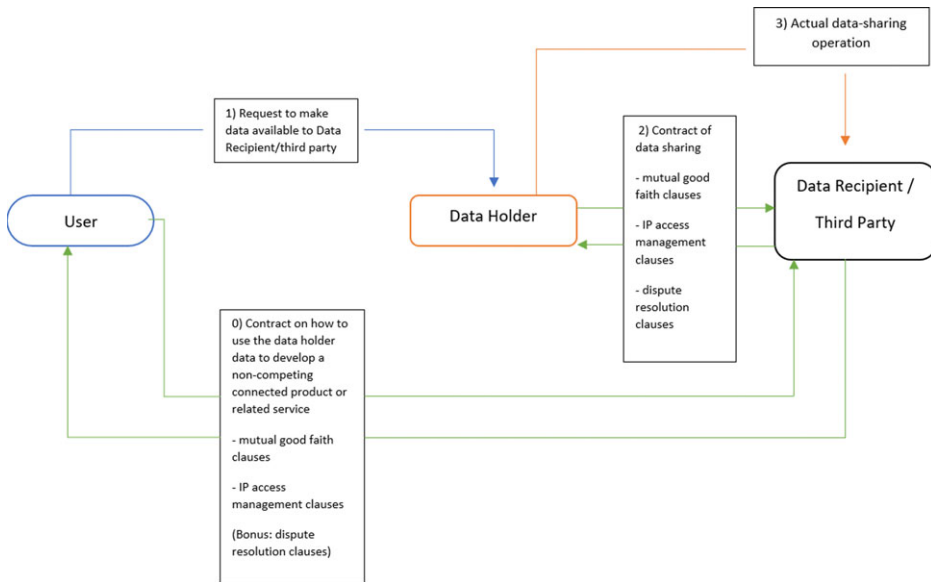 3) Actual data-sharing
operation
1) Request to make
data available to Data
Recipient/third party
2) Contract of
data sharing
- mutual good
faith clauses
- IP access
management
clauses
- dispute
resolution
clauses
Data Recipient /
Third Party
User
Data Holder
0) Contract on how to
use the data holder
data to develop a
non-competing
connected product or
related service
- mutual good faith
clauses
- IP access
management clauses
(Bonus: dispute
resolution clauses)